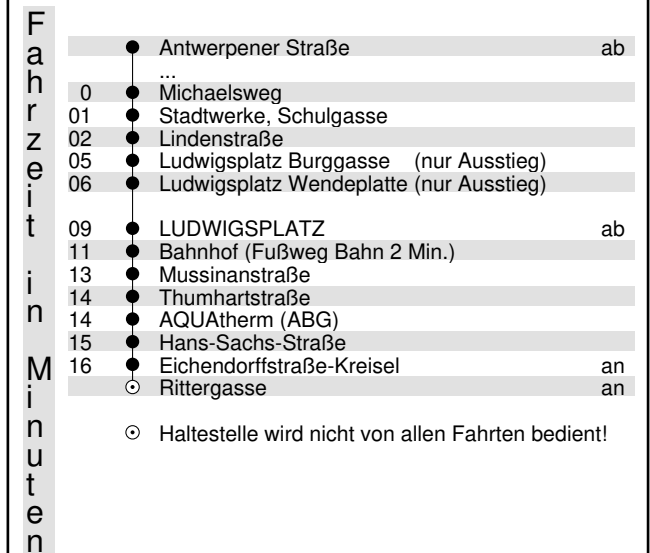 Fahrzeit in Minuten
Antwerpener Straße ab
...
0 Michaelsweg
01 Stadtwerke, Schulgasse
02 Lindenstraße
05 Ludwigsplatz Burggasse (nur Ausstieg)
06 Ludwigsplatz Wendeplatte (nur Ausstieg)
09 LUDWIGSPLATZ ab
11 Bahnhof (Fußweg Bahn 2 Min.)
13 Mussinanstraße
14 Thumhartstraße
14 AQUAtherm (ABG)
15 Hans-Sachs-Straße
16 Eichendorffstraße-Kreisel an
Rittergasse an
Haltestelle wird nicht von allen Fahrten bedient!